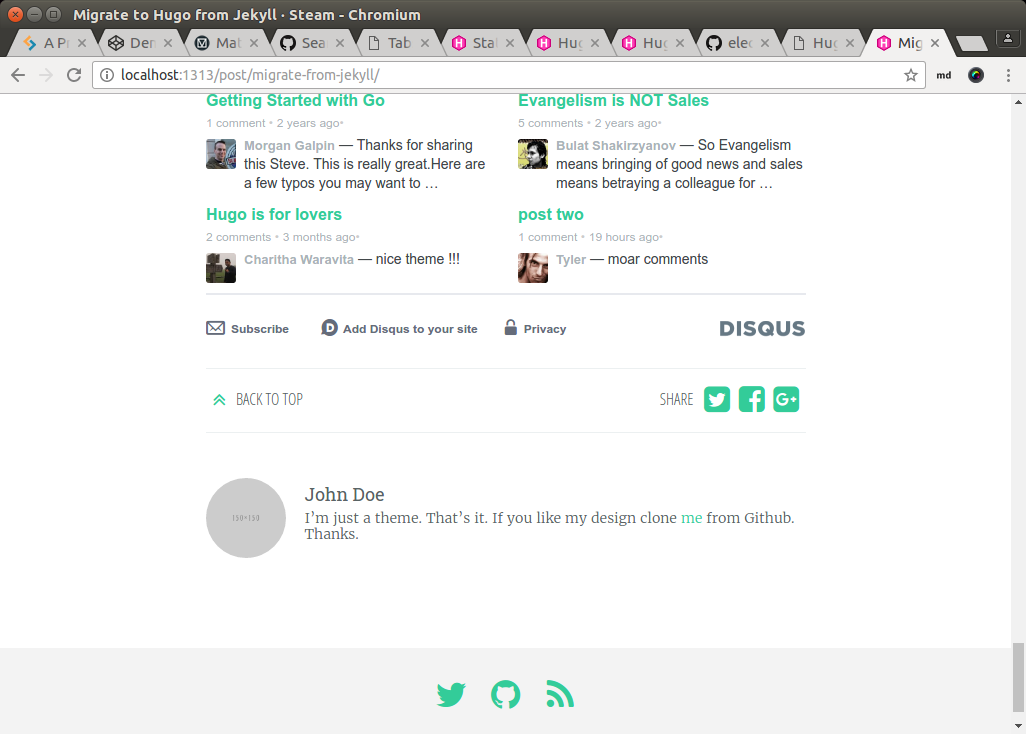 Migrate to Hugo from Jekyll · Steam - Chromium
A P
Der
Mat
Sea
Tab
Sta
Hug
Hug
elec
Hug
Mig
localhost:1313/post/migrate-from-jekyll/
md
Getting Started with Go
1 comment • 2 years ago•
Morgan Galpin — Thanks for sharing
this Steve. This is really great.Here are
a few typos you may want to …
Evangelism is NOT Sales
5 comments • 2 years ago•
Bulat Shakirzyanov — So Evangelism
means bringing of good news and sales
means betraying a colleague for …
Hugo is for lovers
2 comments • 3 months ago•
Charitha Waravita — nice theme !!!
post two
1 comment • 19 hours ago•
Tyler — moar comments
Subscribe
Add Disqus to your site
Privacy
DISQUS
BACK TO TOP
SHARE
G+
150×150
John Doe
I’m just a theme. That’s it. If you like my design clone me from Github.
Thanks.